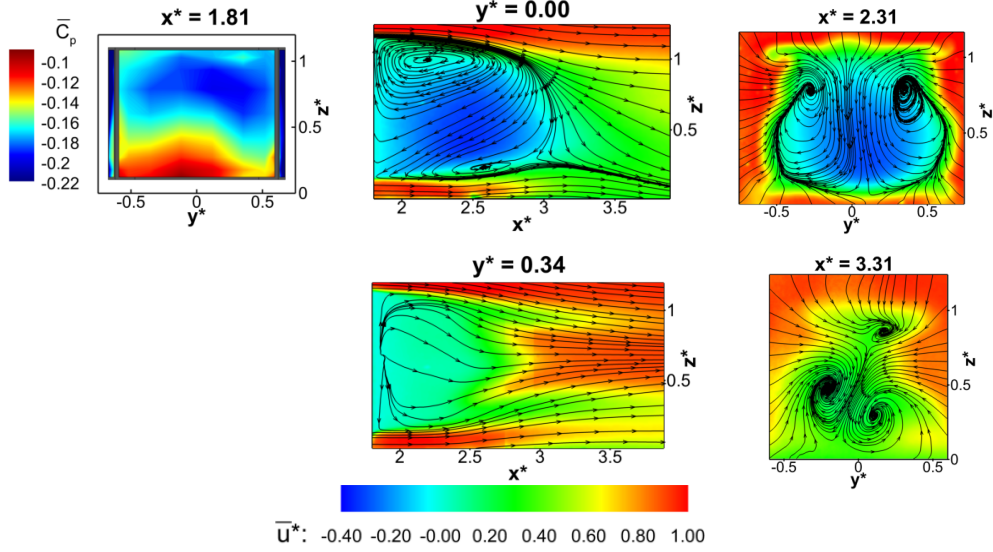 x* = 1.81
C̅p
-0.1
-0.12
-0.14
-0.16
-0.18
-0.2
-0.22
1
0.5
0
z*
-0.5 0 0.5
y*
y* = 0.00
1
0.5
z*
2 2.5 3 3.5
x*
x* = 2.31
1
0.5
0
z*
-0.5 0 0.5
y*
y* = 0.34
1
0.5
z*
2 2.5 3 3.5
x*
x* = 3.31
1
0.5
0
z*
-0.5 0 0.5
y*
u̅*: -0.40 -0.20 -0.00 0.20 0.40 0.60 0.80 1.00